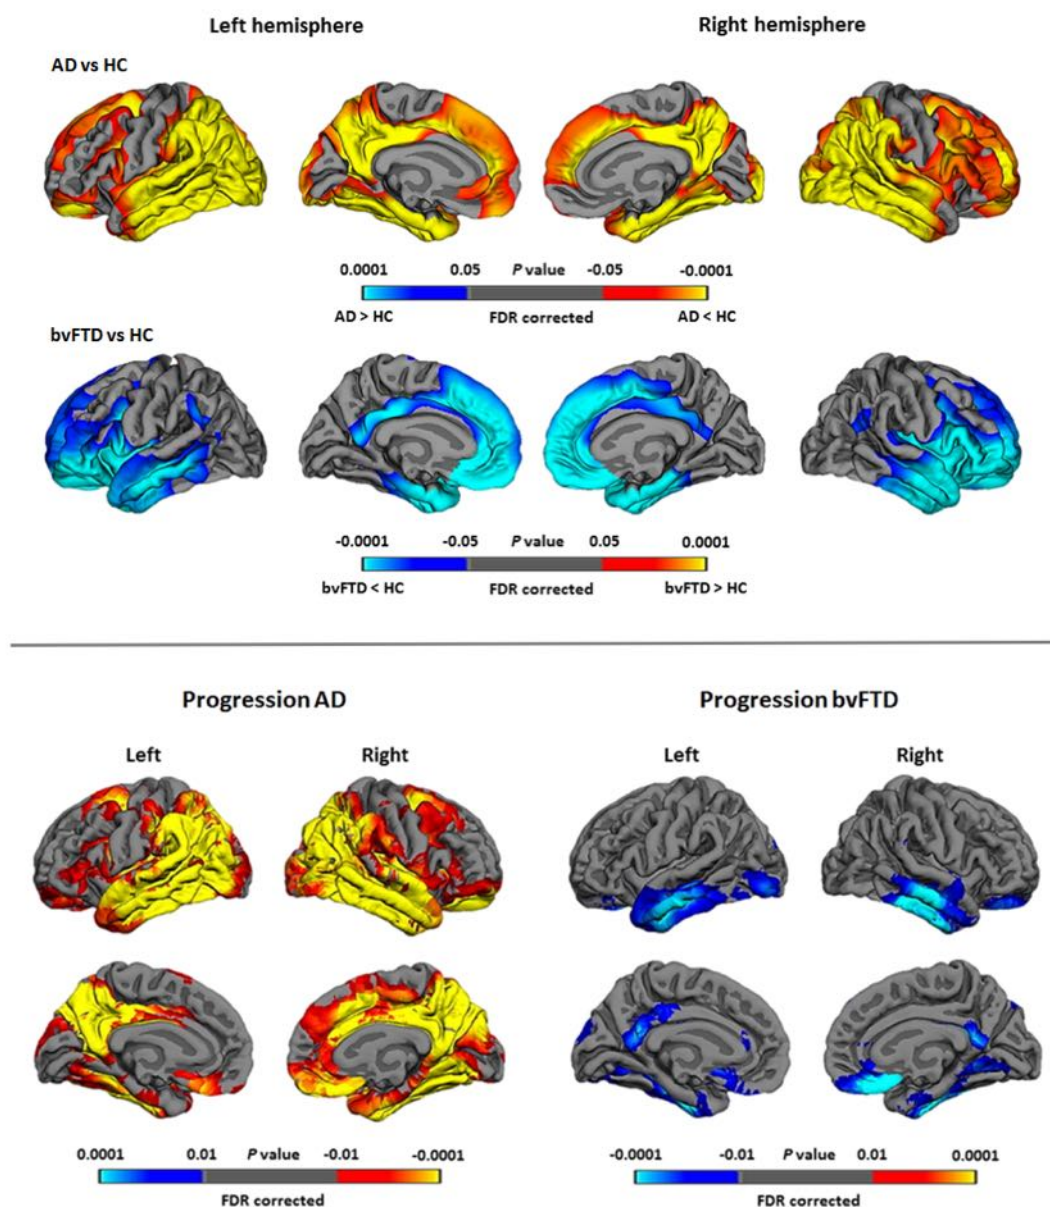 Left hemisphere Right hemisphere
AD vs HC
0.0001 0.05 P value -0.05 -0.0001
AD > HC FDR corrected AD < HC
bvFTD vs HC
-0.0001 -0.05 P value 0.05 0.0001
bvFTD < HC FDR corrected bvFTD > HC
Progression AD Progression bvFTD
Left Right Left Right
0.0001 0.01 P value -0.01 -0.0001 -0.0001 -0.01 P value 0.01 0.0001
FDR corrected FDR corrected